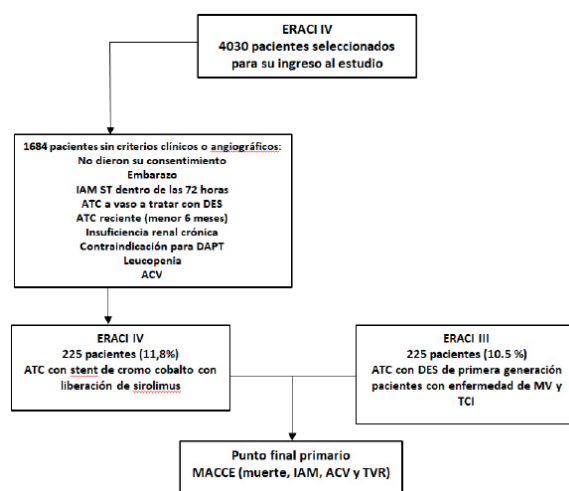 ERACI IV
4030 pacientes seleccionados
para su ingreso al estudio
1684 pacientes sin criterios clínicos o angiográficos:
No dieron su consentimiento
Embarazo
IAM ST dentro de las 72 horas
ATC a vaso a tratar con DES
ATC reciente (menor 6 meses)
Insuficiencia renal crónica
Contraindicación para DAPT
Leucopenia
ACV
ERACI IV
225 pacientes (11,8%)
ATC con stent de cromo cobalto con
liberación de sirolimus
ERACI III
225 pacientes (10.5 %)
ATC con DES de primera generación
pacientes con enfermedad de MV y
TCI
Punto final primario
MACCE (muerte, IAM, ACV y TVR)